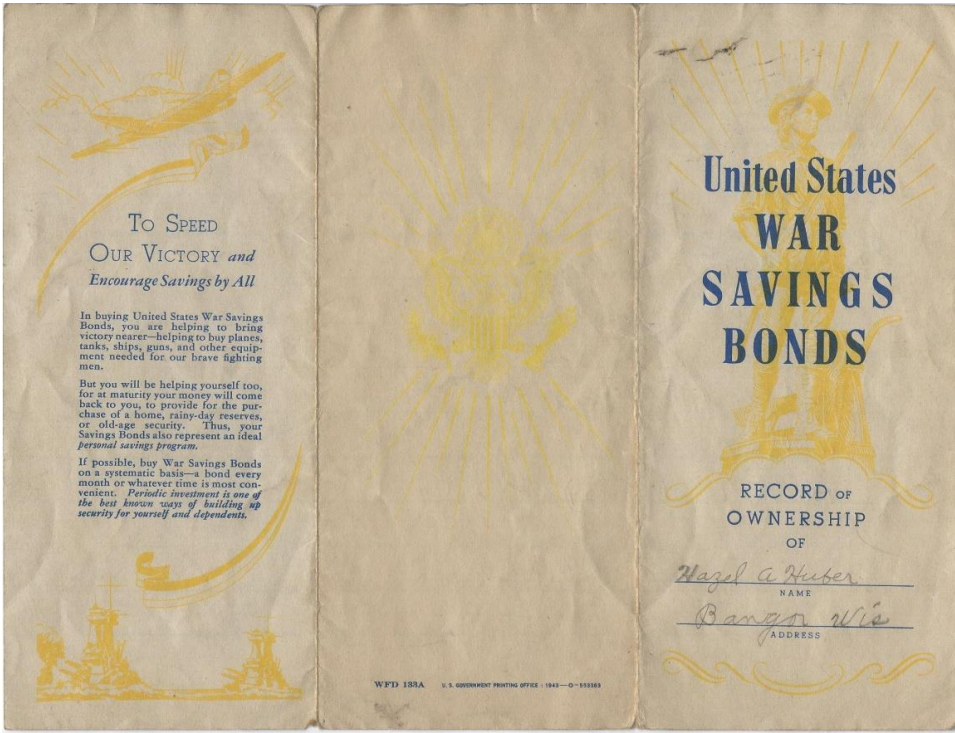 To Speed
Our Victory and
Encourage Savings by All
In buying United States War Savings
Bonds, you are helping to bring
victory nearer—helping to buy planes,
tanks, ships, guns, and other equip-
ment needed for our brave fighting
men.
But you will be helping yourself too,
for at maturity your money will come
back to you, to provide for the pur-
chase of a home, rainy-day reserves,
or old-age security. Thus, your
Savings Bonds also represent an ideal
personal savings program.
If possible, buy War Savings Bonds
on a systematic basis—a bond every
month or whatever time is most con-
venient. Periodic investment is one of
the best known ways of building up
security for yourself and dependents.
WFD 133A U. S. GOVERNMENT PRINTING OFFICE : 1943—O-
United States
WAR
SAVINGS
BONDS
RECORD OF
OWNERSHIP
OF
Hazel A Huber
NAME
Bangor Wis
ADDRESS